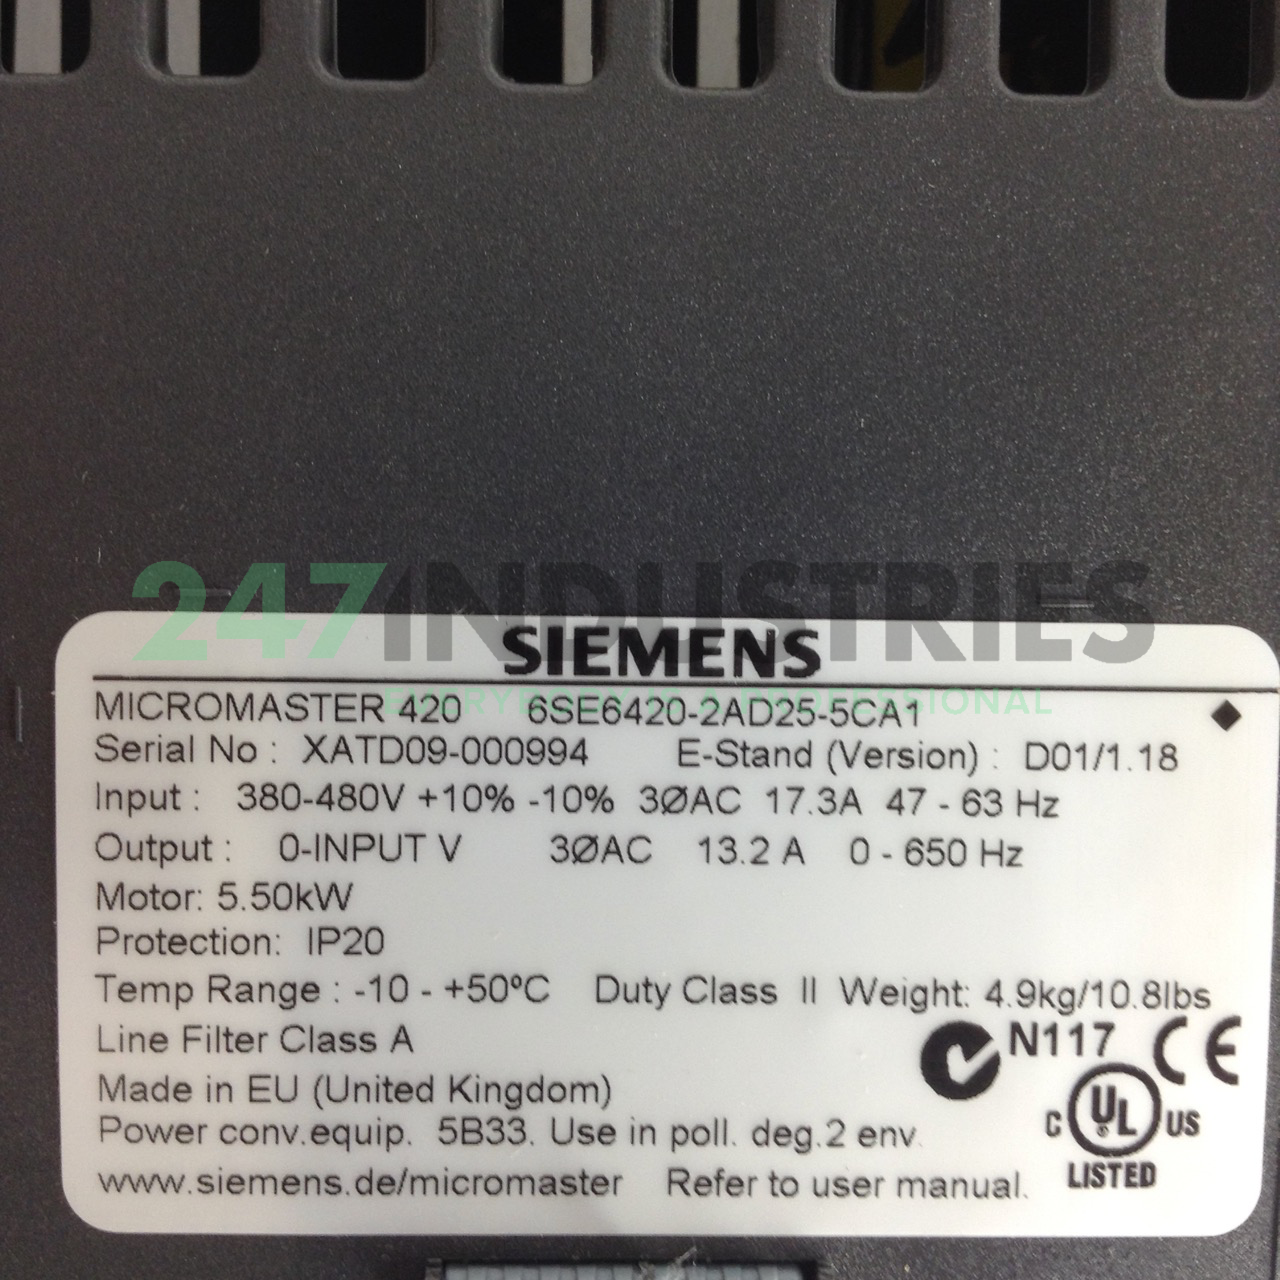 247INDUSTRIES
EVERYBODY IS A PROFESSIONAL
SIEMENS
MICROMASTER 420 6SE6420-2AD25-5CA1
Serial No : XATD09-000994 E-Stand (Version) : D01/1.18
Input : 380-480V +10% -10% 3ØAC 17.3A 47 - 63 Hz
Output : 0-INPUT V 3ØAC 13.2 A 0 - 650 Hz
Motor: 5.50kW
Protection: IP20
Temp Range : -10 - +50ºC Duty Class II Weight: 4.9kg/10.8lbs
Line Filter Class A
N117 CE
Made in EU (United Kingdom)
Power conv.equip. 5B33. Use in poll. deg.2 env.
C UL US
LISTED
www.siemens.de/micromaster Refer to user manual.